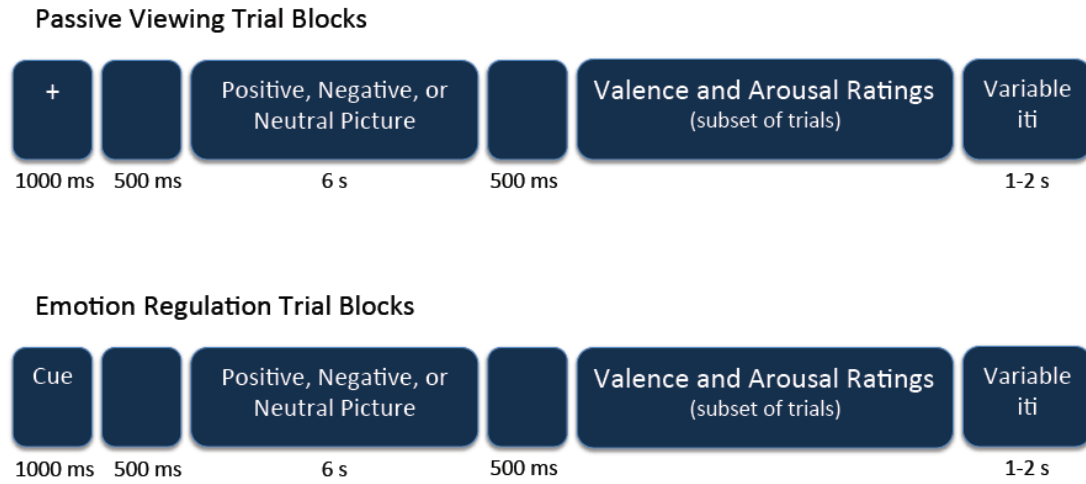 Passive Viewing Trial Blocks
+
Positive, Negative, or
Neutral Picture
Valence and Arousal Ratings
(subset of trials)
Variable
iti
1000 ms
500 ms
6 s
500 ms
1-2 s
Emotion Regulation Trial Blocks
Cue
Positive, Negative, or
Neutral Picture
Valence and Arousal Ratings
(subset of trials)
Variable
iti
1000 ms
500 ms
6 s
500 ms
1-2 s